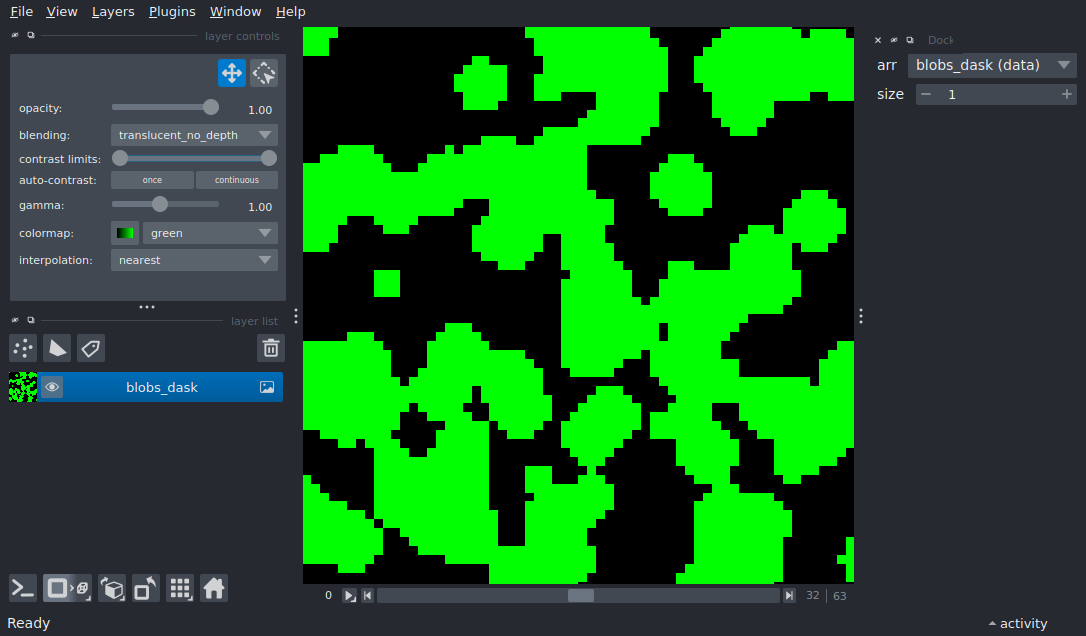 File View Layers Plugins Window Help
layer controls
opacity: 1.00
blending: translucent_no_depth
contrast limits:
auto-contrast: once continuous
gamma: 1.00
colormap: green
interpolation: nearest
layer list
blobs_dask
Dock
arr blobs_dask (data)
size 1
0 32 63
Ready
activity